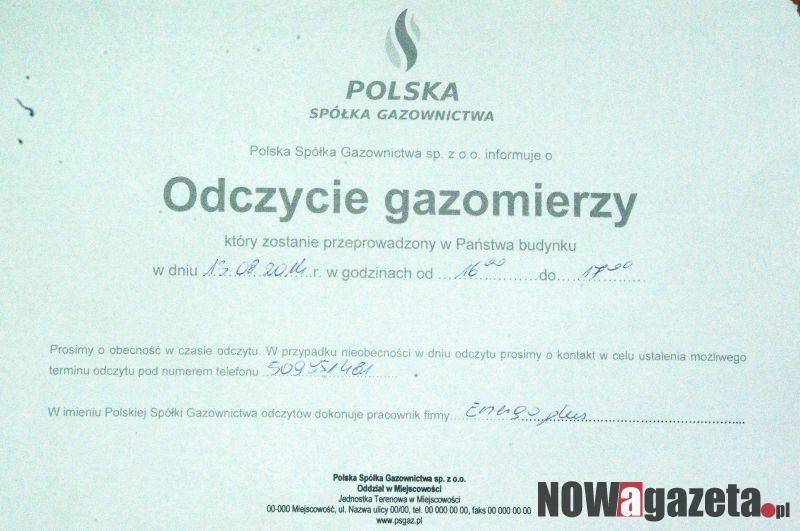 POLSKA
SPÓŁKA GAZOWNICTWA
Polska Spółka Gazownictwa sp. z o.o. informuje o
Odczycie gazomierzy
który zostanie przeprowadzony w Państwa budynku
w dniu 13.08.2014 r. w godzinach od 16 00 do 17 00
Prosimy o obecność w czasie odczytu. W przypadku nieobecności w dniu odczytu prosimy o kontakt w celu ustalenia możliwego
terminu odczytu pod numerem telefonu
W imieniu Polskiej Spółki Gazownictwa odczytów dokonuje pracownik firmy Energo plus
Polska Spółka Gazownictwa sp. z o.o.
Oddział w Miejscowości
Jednostka Terenowa w Miejscowości
00-000 Miejscowość, ul. Nazwa ulicy 00/00, tel. 00 000 00 00, faks 00 000 00 00
www.psgaz.pl
NOWagazeta.pl